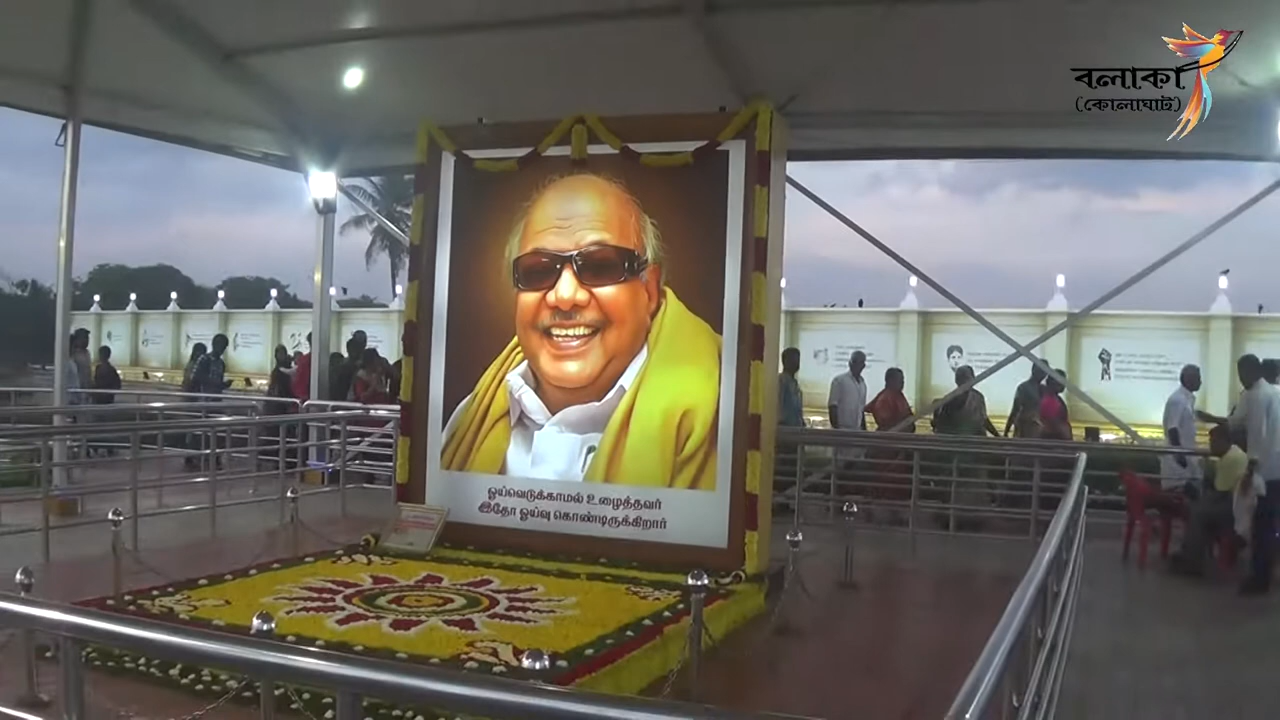 বলাকা
(কোলাঘাট)
ஓய்வெடுக்காமல் உழைத்தவர்
இதோ ஓய்வு கொண்டிருக்கிறார்